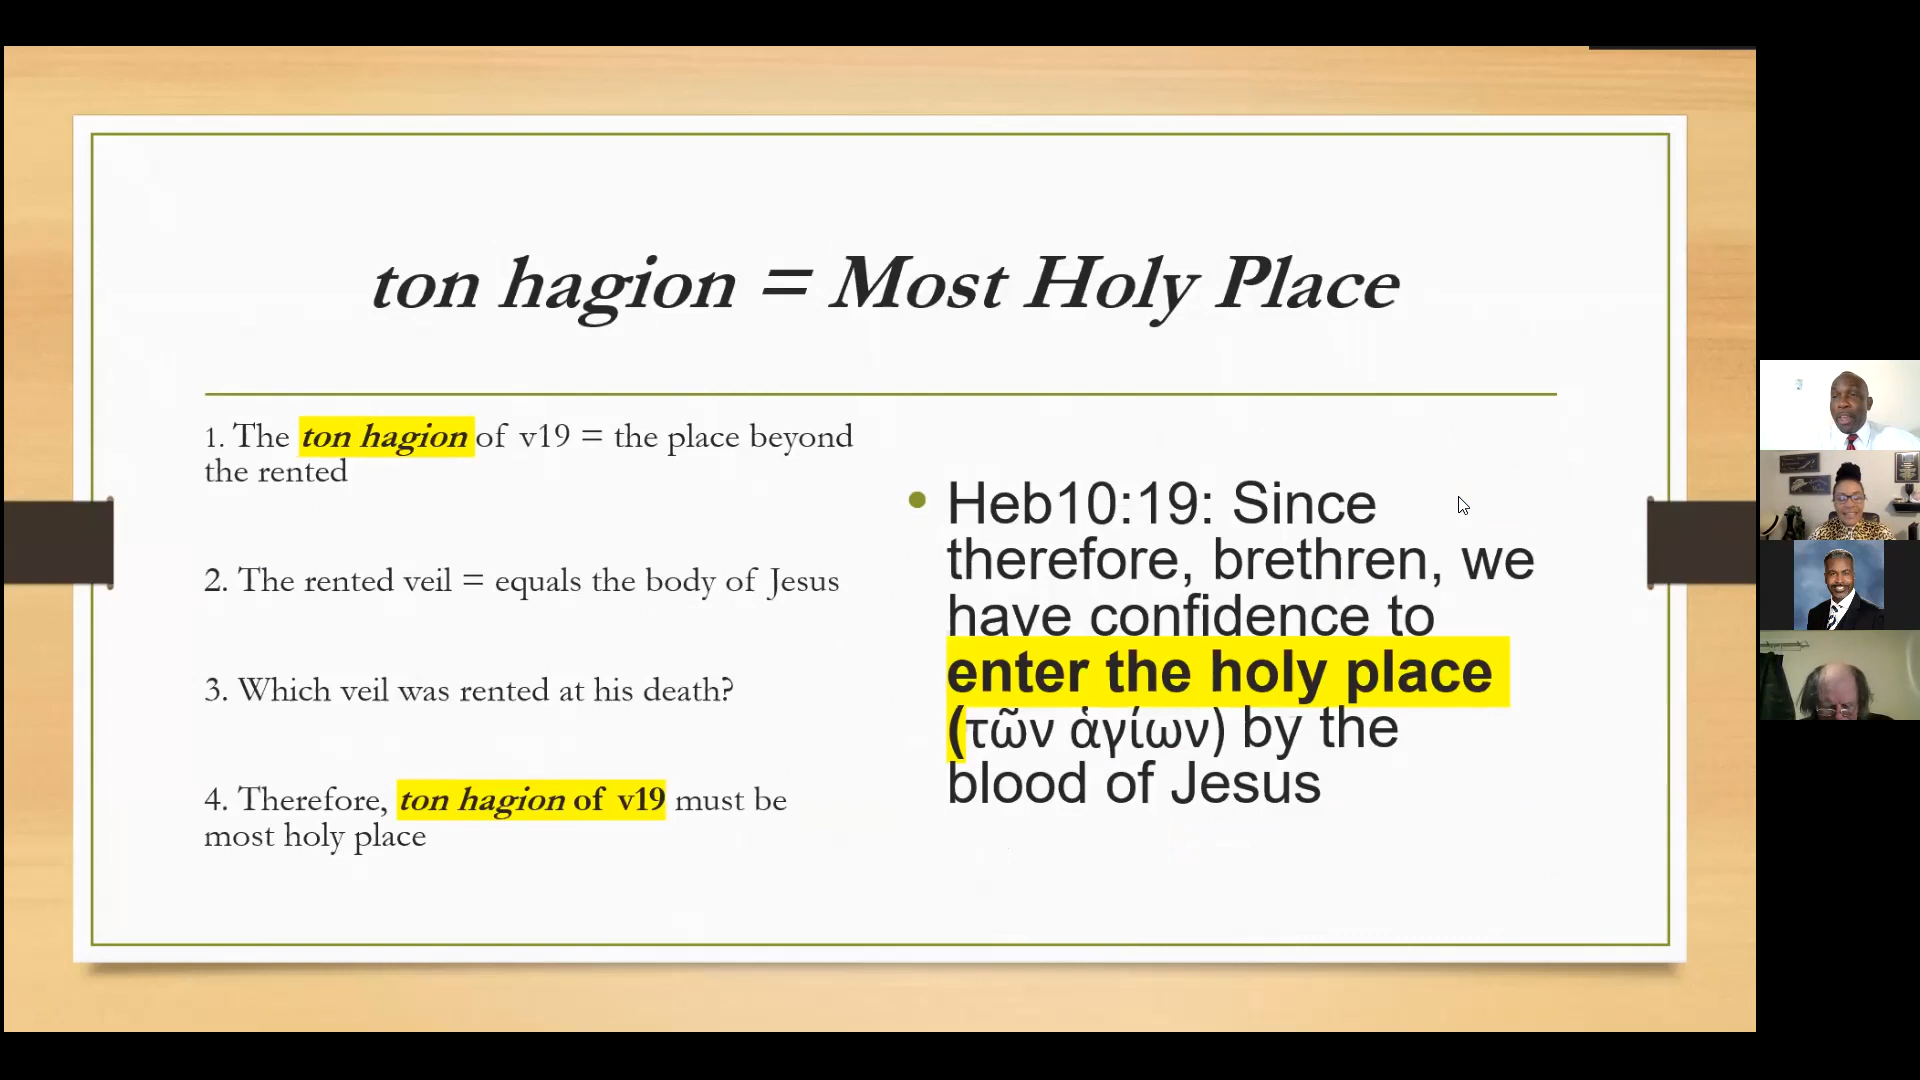 ton hagion = Most Holy Place
1. The ton hagion of v19 = the place beyond
the rented
2. The rented veil = equals the body of Jesus
3. Which veil was rented at his death?
4. Therefore, ton hagion of v19 must be
most holy place
Heb10:19: Since
therefore, brethren, we
have confidence to
enter the holy place
(τῶν ἁγίων) by the
blood of Jesus